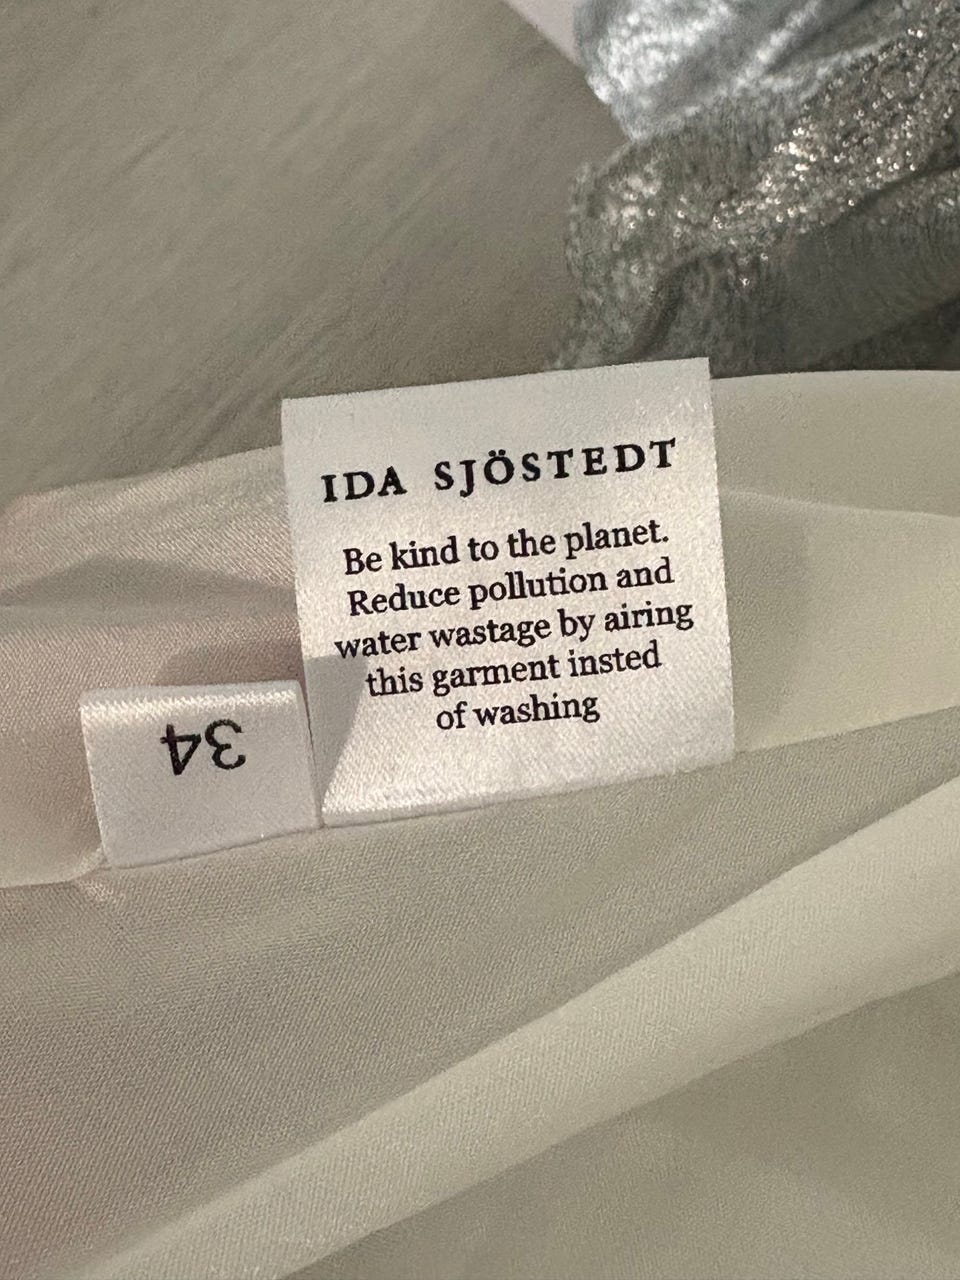 IDA SJÖSTEDT
Be kind to the planet.
Reduce pollution and
water wastage by airing
this garment insted
of washing
34